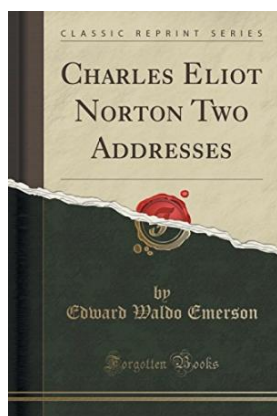 CLASSIC REPRINT SERIES
CHARLES ELIOT
NORTON TWO
ADDRESSES
by
Edward Waldo Emerson
Forgotten Books